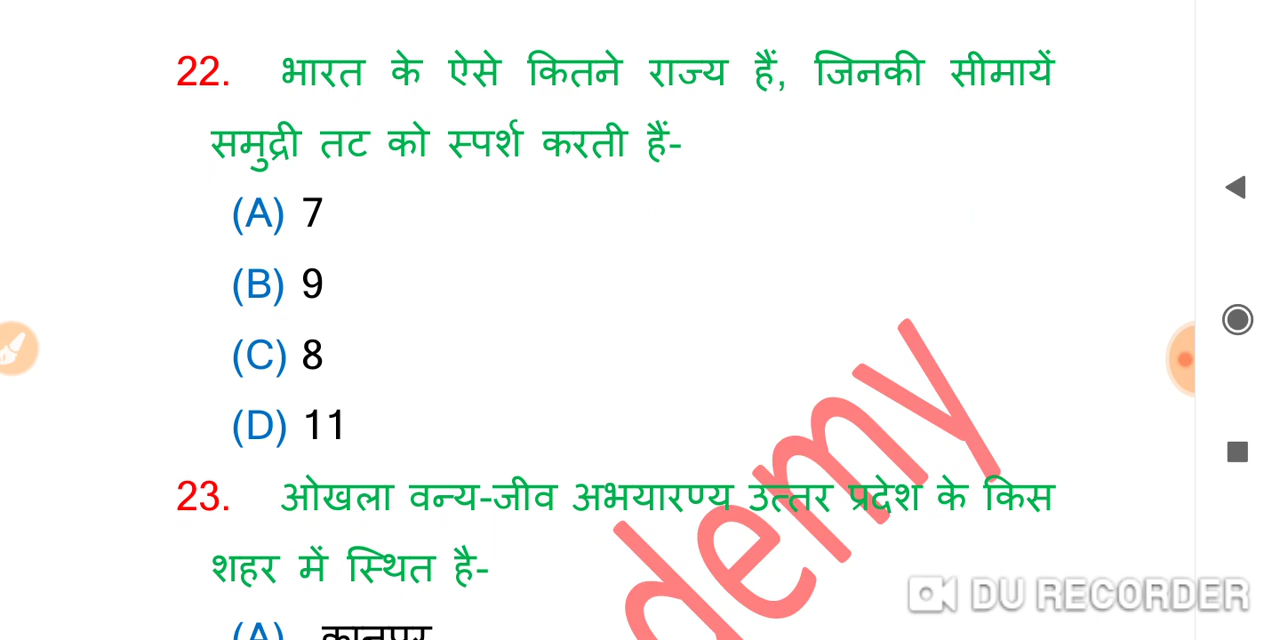 22. भारत के ऐसे कितने राज्य हैं, जिनकी सीमायें
समुद्री तट को स्पर्श करती हैं-
(A) 7
(B) 9
(C) 8
(D) 11
23. ओखला वन्य-जीव अभयारण्य उत्तर प्रदेश के किस
शहर में स्थित है-
(A) कानपुर
demy
DU RECORDER